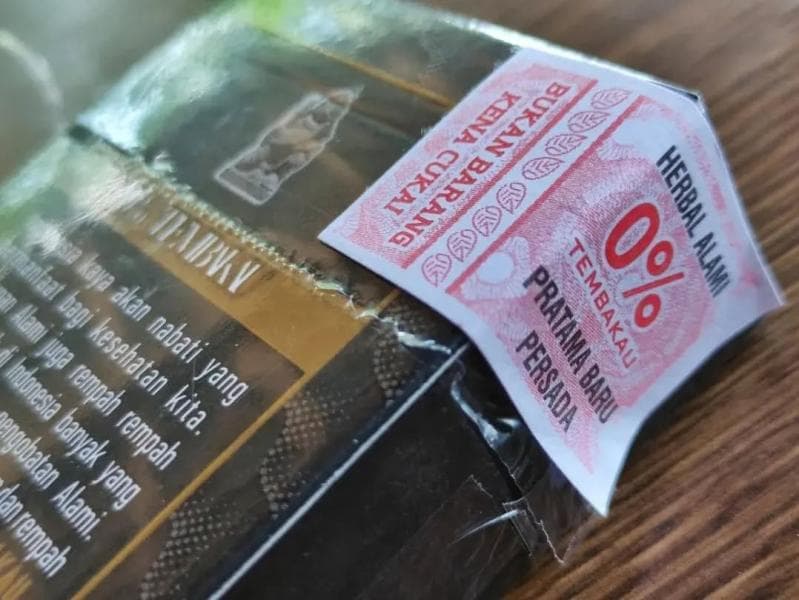 BUKAN BARANG
KENA CUKAI
HERBAL ALAMI
0%
TEMBAKAU
PRATAMA BARU
PERSADA
kaya akan nabati yang
bagi kesehatan kita.
Alami juga rempah rempah
di Indonesia banyak yang
pengobatan Alami.
dan rempah